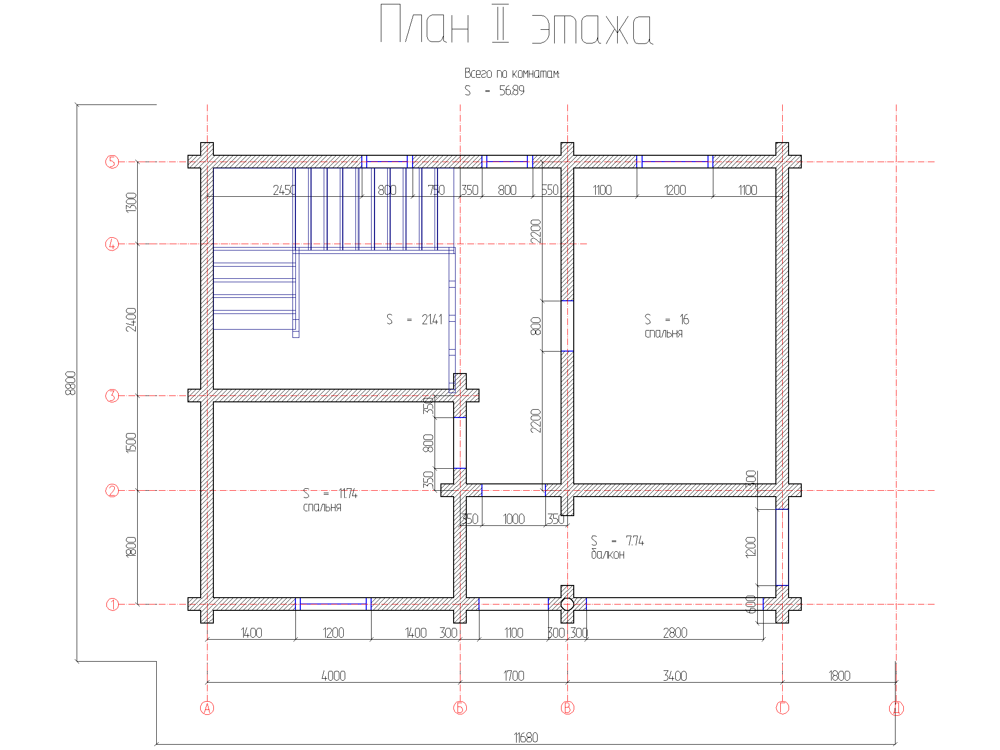 План II этажа
Всего по комнатам:
S = 56.89
5
2450 800 750 350 800 550 1100 1200 1100
1300
2200
4
2400
S = 21.41
800
S = 16
спальня
8800
3
350
2200
1500
800
350
300
2
S = 11.74
спальня
350 1000 350
1800
S = 7.74
балкон
1200
1
600
1400 1200 1400 300 1100 300 300 2800
4000 1700 3400 1800
А Б В Г Д
11680